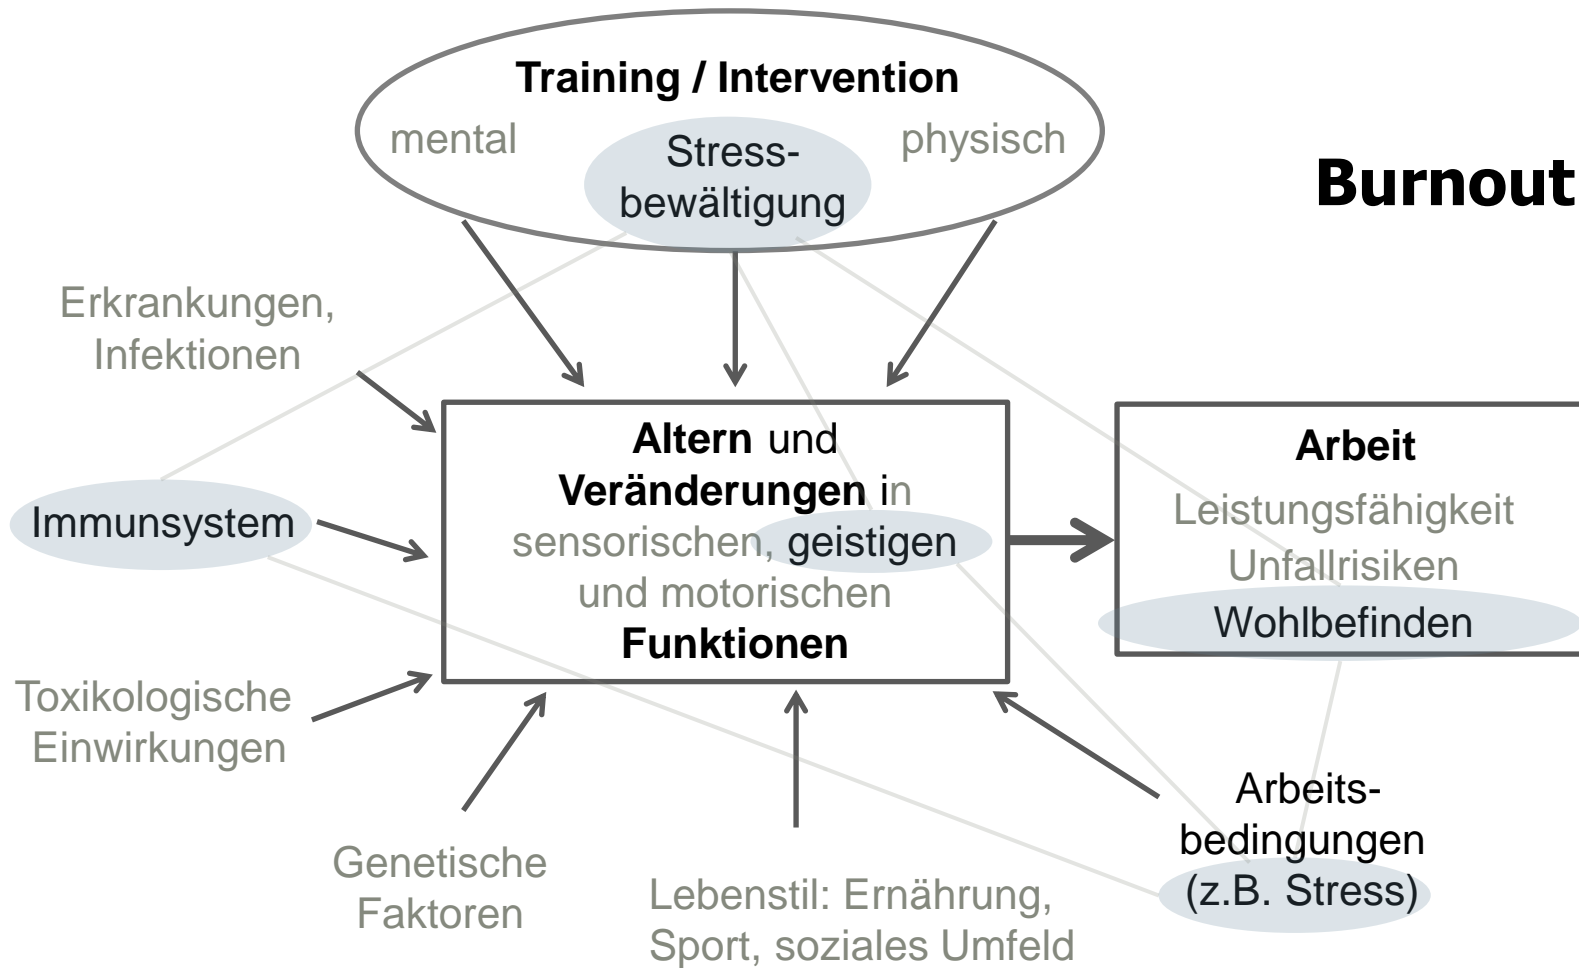 Training / Intervention
mental
physisch
Stress-
bewältigung
Burnout
Erkrankungen,
Infektionen
Altern und
Veränderungen in
sensorischen, geistigen
und motorischen
Funktionen
Arbeit
Leistungsfähigkeit
Unfallrisiken
Wohlbefinden
Immunsystem
Toxikologische
Einwirkungen
Genetische
Faktoren
Lebenstil: Ernährung,
Sport, soziales Umfeld
Arbeits-
bedingungen
(z.B. Stress)